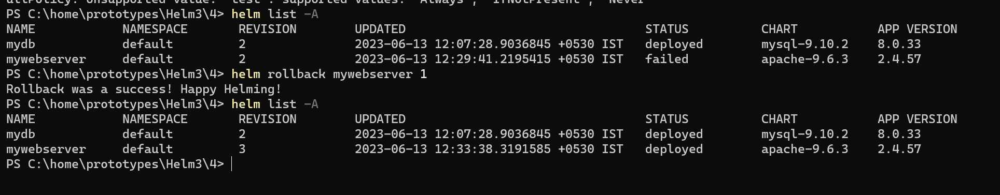 ullPolicy: Unsupported value: "test": supported values: "Always", "IfNotPresent", "Never"
PS C:\home\prototypes\Helm3\4> helm list -A
NAME NAMESPACE REVISION UPDATED STATUS CHART APP VERSION
mydb default 2 2023-06-13 12:07:28.9036845 +0530 IST deployed mysql-9.10.2 8.0.33
mywebserver default 2 2023-06-13 12:29:41.2195415 +0530 IST failed apache-9.6.3 2.4.57
PS C:\home\prototypes\Helm3\4> helm rollback mywebserver 1
Rollback was a success! Happy Helming!
PS C:\home\prototypes\Helm3\4> helm list -A
NAME NAMESPACE REVISION UPDATED STATUS CHART APP VERSION
mydb default 2 2023-06-13 12:07:28.9036845 +0530 IST deployed mysql-9.10.2 8.0.33
mywebserver default 3 2023-06-13 12:33:38.3191585 +0530 IST deployed apache-9.6.3 2.4.57
PS C:\home\prototypes\Helm3\4>